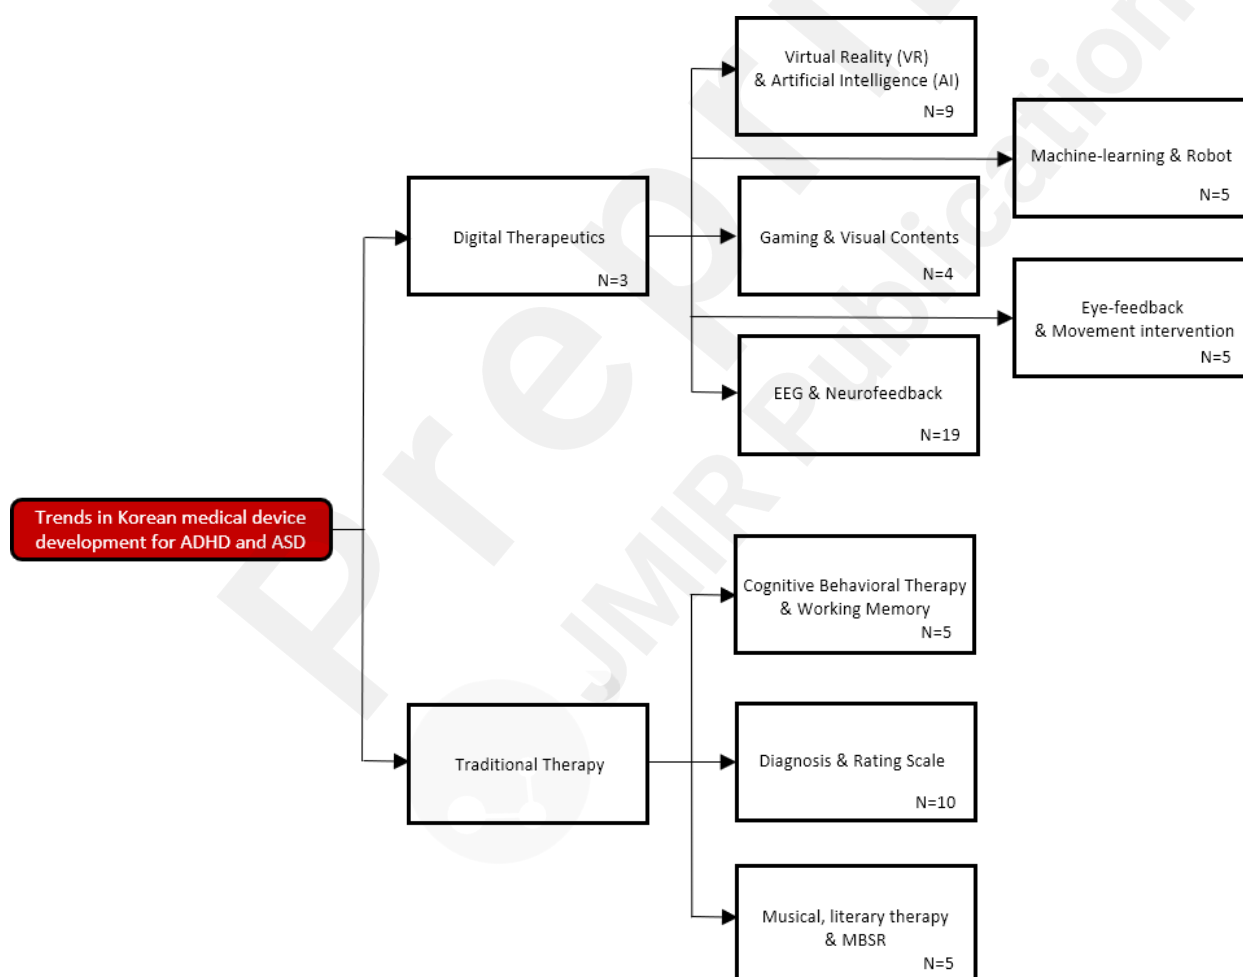 Virtual Reality (VR)
& Artificial Intelligence (AI)
N=9
Machine-learning & Robot
N=5
Digital Therapeutics
N=3
Gaming & Visual Contents
N=4
Eye-feedback
& Movement intervention
N=5
EEG & Neurofeedback
N=19
Trends in Korean medical device
development for ADHD and ASD
Cognitive Behavioral Therapy
& Working Memory
N=5
Traditional Therapy
Diagnosis & Rating Scale
N=10
Musical, literary therapy
& MBSR
N=5
JMIR Publication